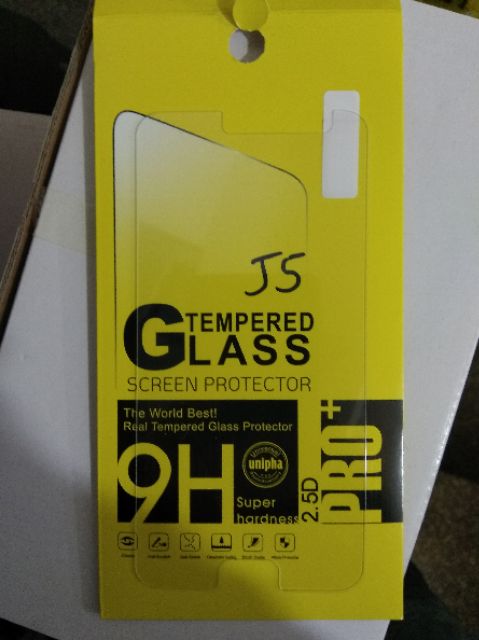 J5
TEMPERED
GLASS
SCREEN PROTECTOR
The World Best!
Real Tempered Glass Protector
9H
unipha
Super
hardness
2.5D
PRO+